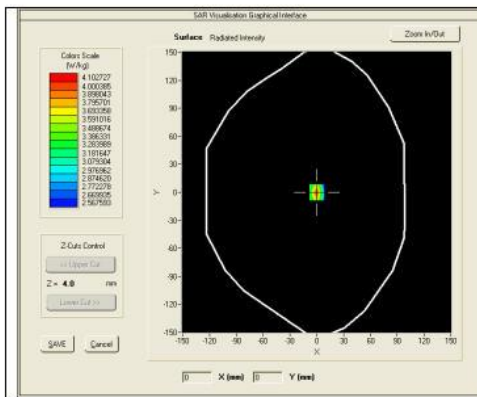 SAR Visualisation Graphical Interface
Surface Radiated Intensity
Zoom In/Out
Colors Scale
(W/kg)
4.102727
4.000385
3.898043
3.795701
3.693358
3.591016
3.488674
3.386331
3.283989
3.181647
3.079304
2.976962
2.874620
2.772278
2.669935
2.567593
Z-Cuts Control
<< Upper Cut
Z = 4.0 mm
Lower Cut >>
SAVE Cancel
150
120
90
60
30
0
-30
-60
-90
-120
-150
Y
-150 -120 -90 -60 -30 0 30 60 90 120 150
X
0 X (mm) 0 Y (mm)